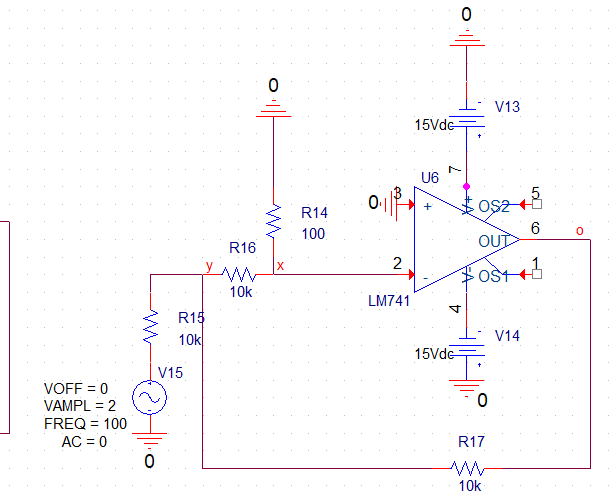 0
0
V13
15Vdc
-
+
7
U6
R14
100
0
3
+
V+
OS2
5
OUT
6
o
R16
10k
y
x
2
-
V-
OS1
1
LM741
4
R15
10k
V14
15Vdc
-
+
0
V15
VOFF = 0
VAMPL = 2
FREQ = 100
AC = 0
+
-
0
R17
10k